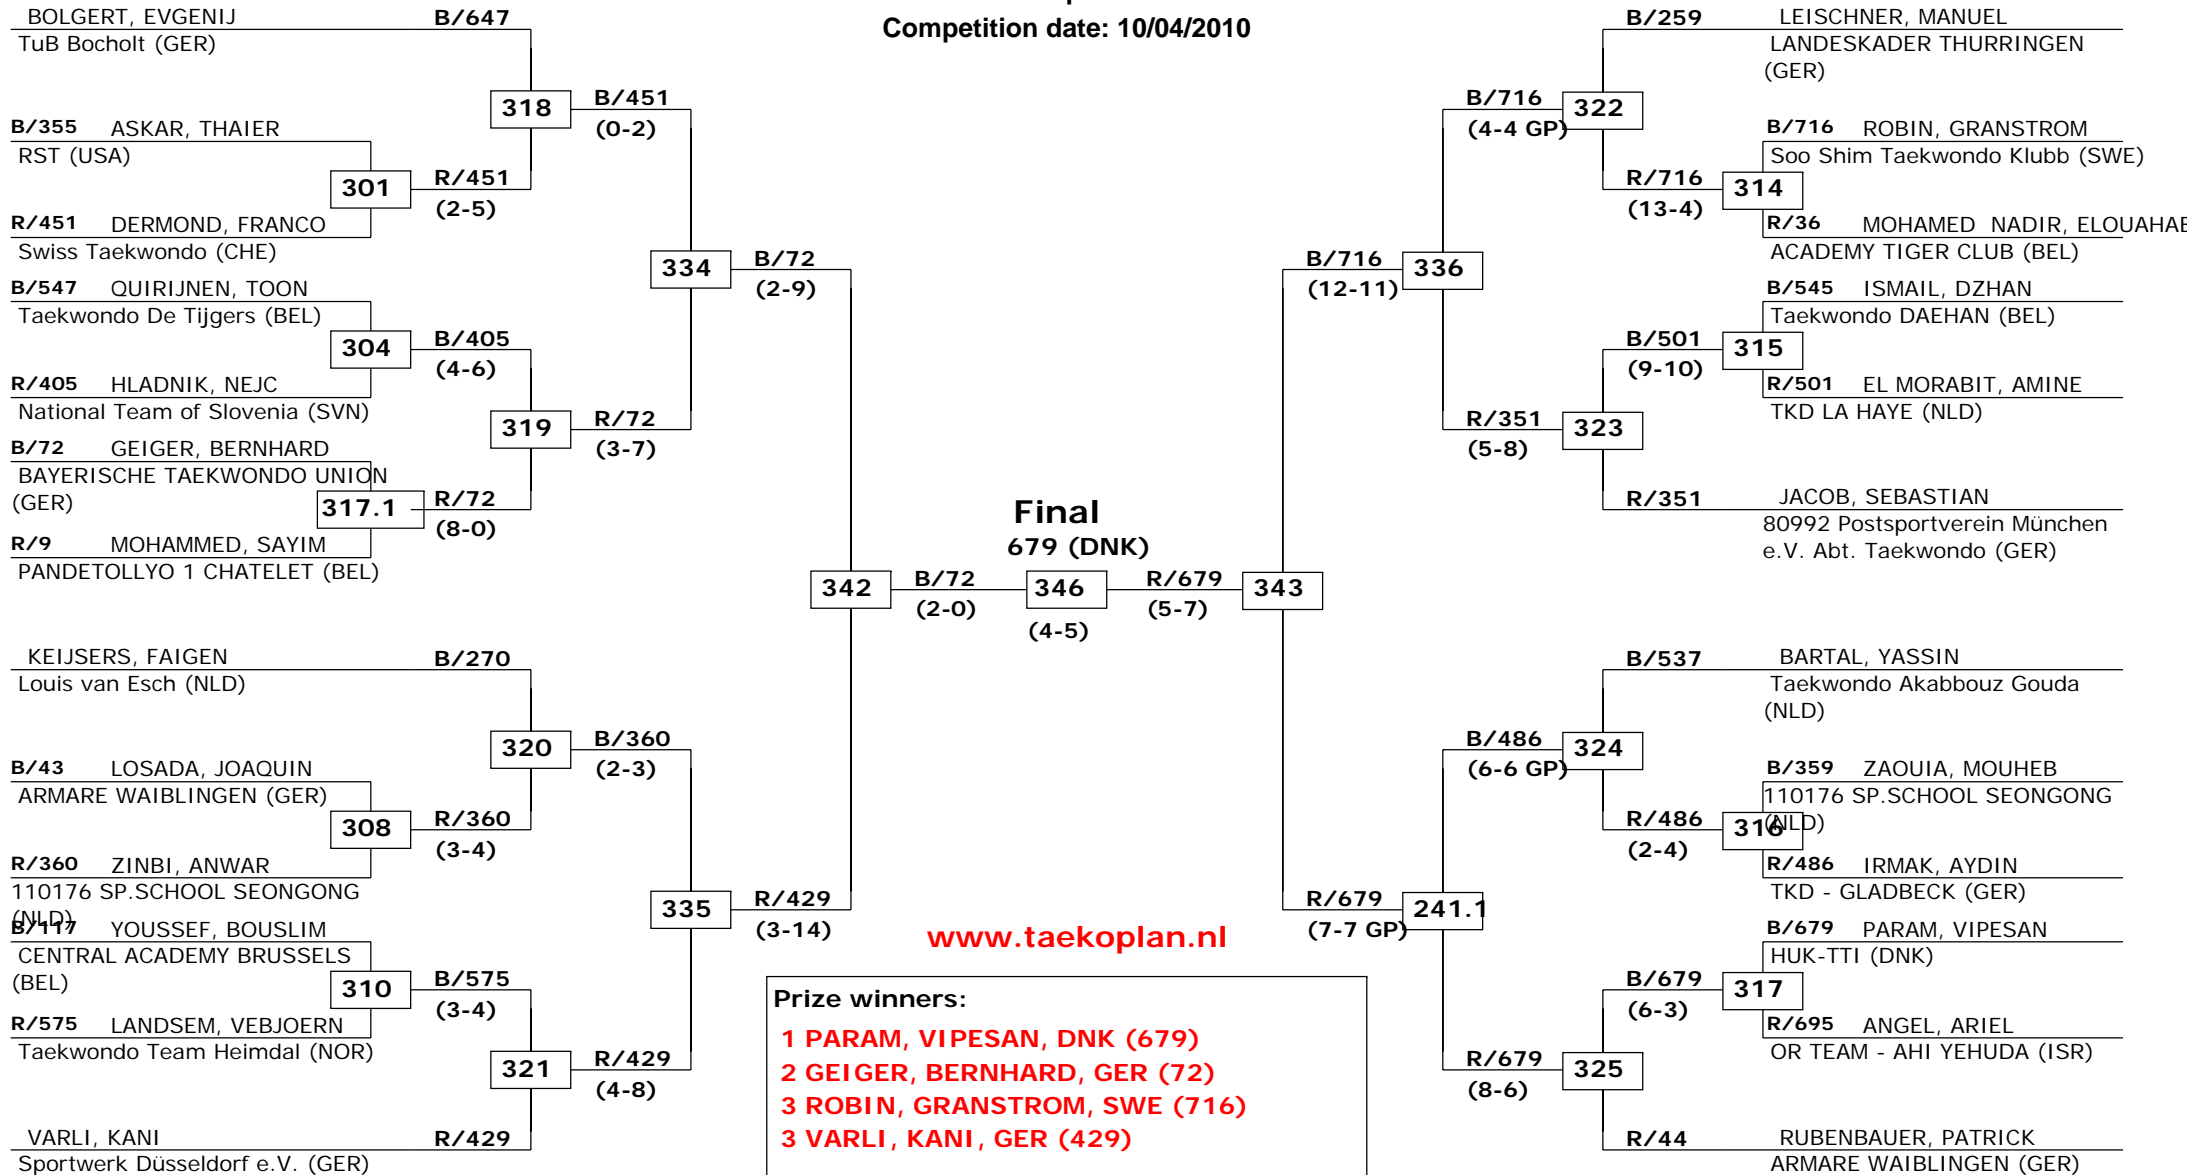 Competition date: 10/04/2010
BOLGERT, EVGENIJ
B/647
TuB Bocholt (GER)
318
B/451
(0-2)
B/355 ASKAR, THAIER
RST (USA)
301
R/451
(2-5)
R/451 DERMOND, FRANCO
Swiss Taekwondo (CHE)
334
B/72
(2-9)
B/547 QUIRIJNEN, TOON
Taekwondo De Tijgers (BEL)
304
B/405
(4-6)
R/405 HLADNIK, NEJC
National Team of Slovenia (SVN)
319
R/72
(3-7)
B/72 GEIGER, BERNHARD
BAYERISCHE TAEKWONDO UNION
(GER)
317.1
R/72
(8-0)
R/9 MOHAMMED, SAYIM
PANDETOLLYO 1 CHATELET (BEL)
342
B/72
(2-0)
KEIJSERS, FAIGEN
B/270
Louis van Esch (NLD)
320
B/360
(2-3)
B/43 LOSADA, JOAQUIN
ARMARE WAIBLINGEN (GER)
308
R/360
(3-4)
R/360 ZINBI, ANWAR
110176 SP.SCHOOL SEONGONG
(NLD)
335
R/429
(3-14)
B/117 YOUSSEF, BOUSLIM
CENTRAL ACADEMY BRUSSELS
(BEL)
310
B/575
(3-4)
R/575 LANDSEM, VEBJOERN
Taekwondo Team Heimdal (NOR)
321
R/429
(4-8)
VARLI, KANI
R/429
Sportwerk Düsseldorf e.V. (GER)
Final
679 (DNK)
346
(4-5)
R/679
(5-7)
343
B/259
LEISCHNER, MANUEL
LANDESKADER THURRINGEN
(GER)
B/716
(4-4 GP)
322
B/716 ROBIN, GRANSTROM
Soo Shim Taekwondo Klubb (SWE)
R/716
(13-4)
314
R/36 MOHAMED NADIR, ELOUAHAB
ACADEMY TIGER CLUB (BEL)
B/716
(12-11)
336
B/545 ISMAIL, DZHAN
Taekwondo DAEHAN (BEL)
B/501
(9-10)
315
R/501 EL MORABIT, AMINE
TKD LA HAYE (NLD)
R/351
(5-8)
323
R/351
JACOB, SEBASTIAN
80992 Postsportverein München
e.V. Abt. Taekwondo (GER)
B/537
BARTAL, YASSIN
Taekwondo Akabbouz Gouda
(NLD)
B/486
(6-6 GP)
324
B/359 ZAOUIA, MOUHEB
110176 SP.SCHOOL SEONGONG
(NLD)
R/486
(2-4)
316
R/486 IRMAK, AYDIN
TKD - GLADBECK (GER)
R/679
(7-7 GP)
241.1
B/679 PARAM, VIPESAN
HUK-TTI (DNK)
B/679
(6-3)
317
R/695 ANGEL, ARIEL
OR TEAM - AHI YEHUDA (ISR)
R/679
(8-6)
325
R/44
RUBENBAUER, PATRICK
ARMARE WAIBLINGEN (GER)
www.taekoplan.nl
Prize winners:
1 PARAM, VIPESAN, DNK (679)
2 GEIGER, BERNHARD, GER (72)
3 ROBIN, GRANSTROM, SWE (716)
3 VARLI, KANI, GER (429)